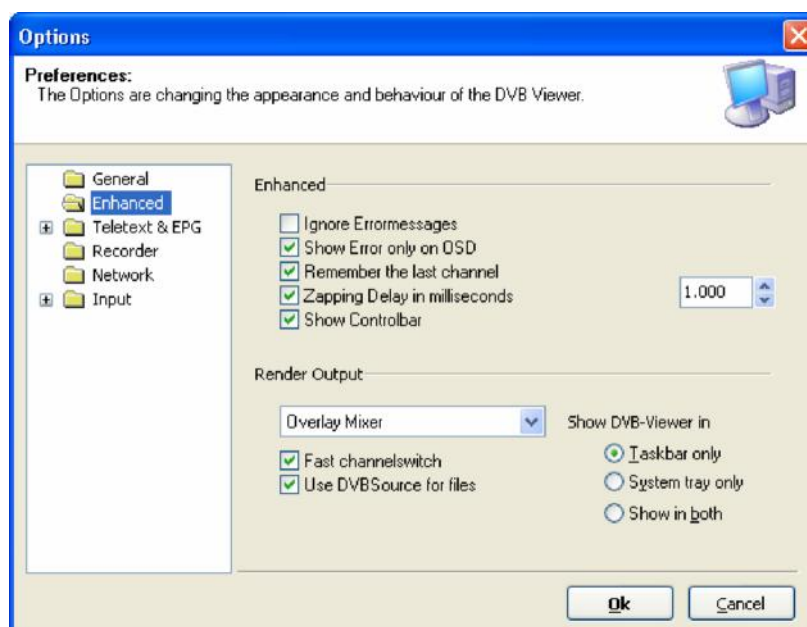 Options
Preferences:
The Options are changing the appearance and behaviour of the DVB Viewer.
General
Enhanced
Teletext & EPG
Recorder
Network
Input
Enhanced
Ignore Errormessages
Show Error only on OSD
Remember the last channel
Zapping Delay in milliseconds
1.000
Show Controlbar
Render Output
Overlay Mixer
Fast channelswitch
Use DVBSource for files
Show DVB-Viewer in
Taskbar only
System tray only
Show in both
Ok
Cancel